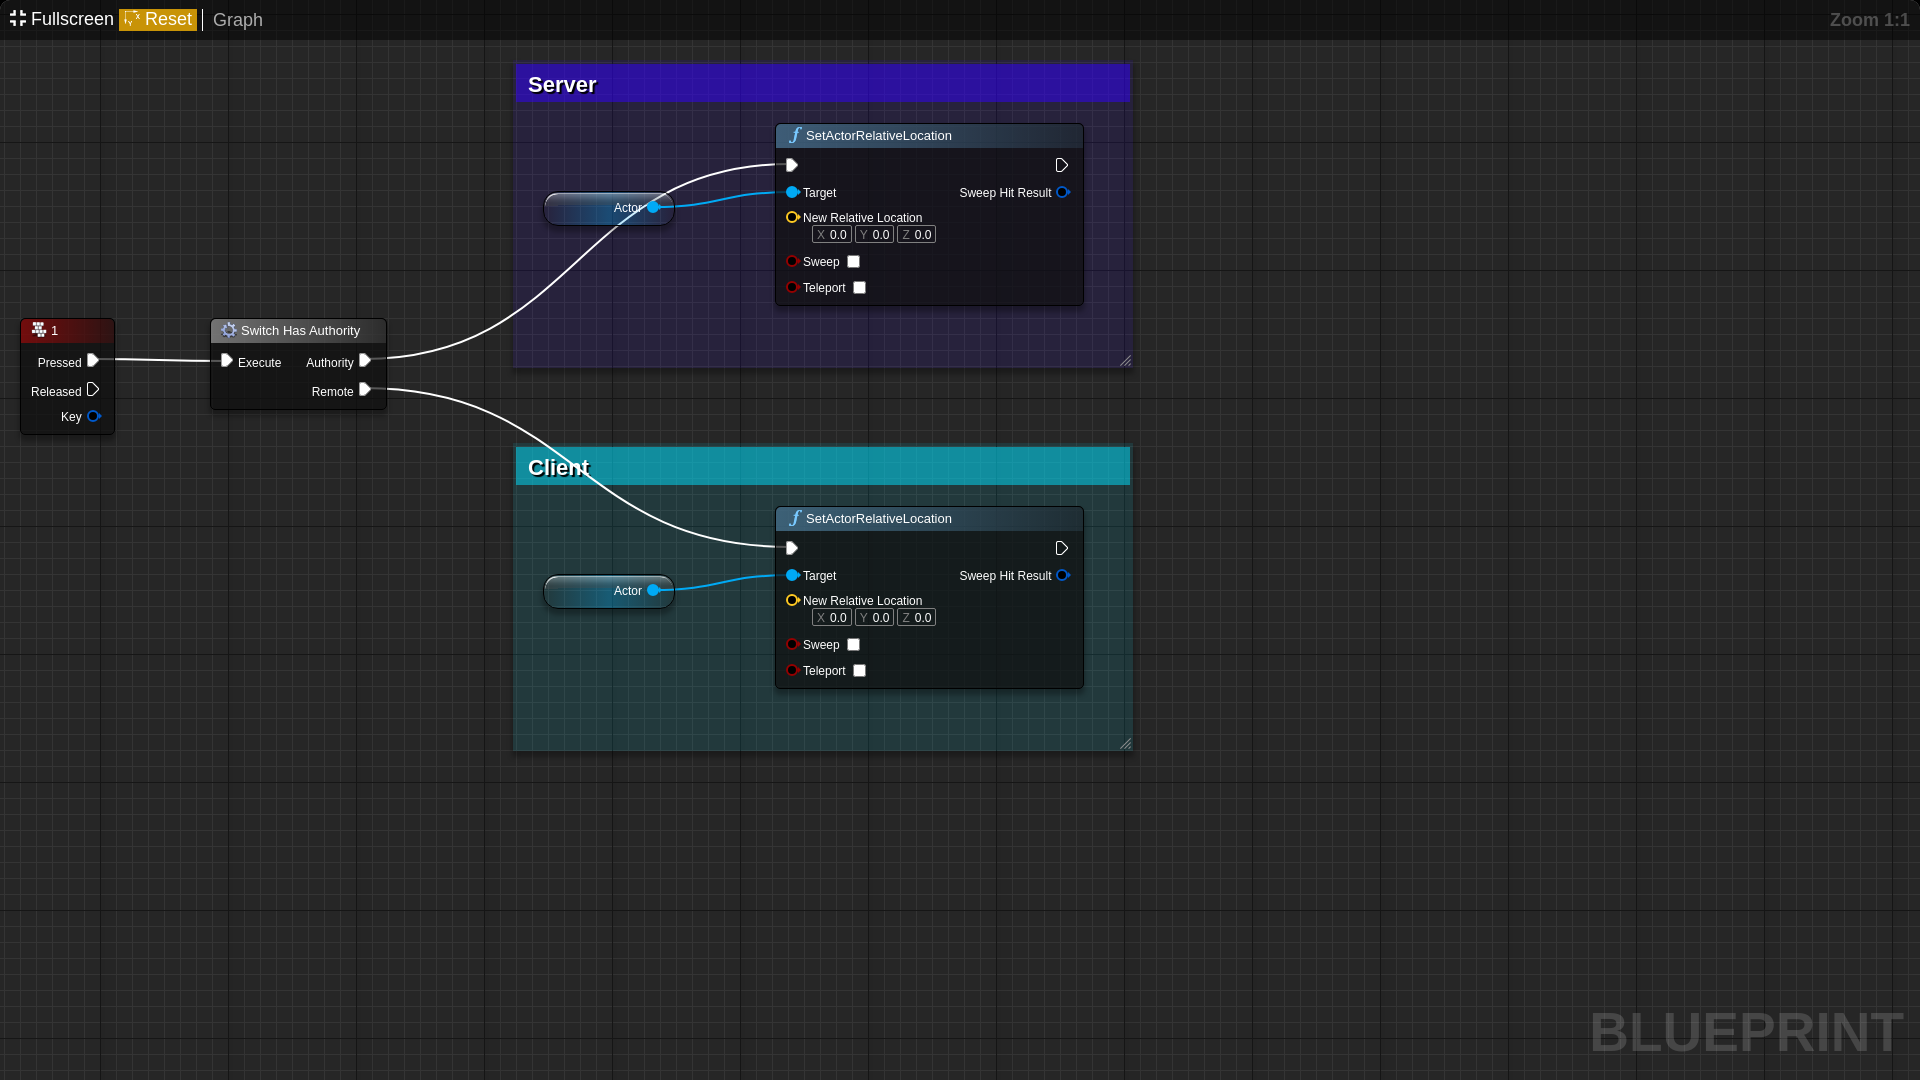 Fullscreen Reset Graph
Zoom 1:1
Server
SetActorRelativeLocation
Actor
Target
Sweep Hit Result
New Relative Location
X 0.0 Y 0.0 Z 0.0
Sweep
Teleport
1
Pressed
Released
Key
Switch Has Authority
Execute
Authority
Remote
Client
SetActorRelativeLocation
Actor
Target
Sweep Hit Result
New Relative Location
X 0.0 Y 0.0 Z 0.0
Sweep
Teleport
BLUEPRINT